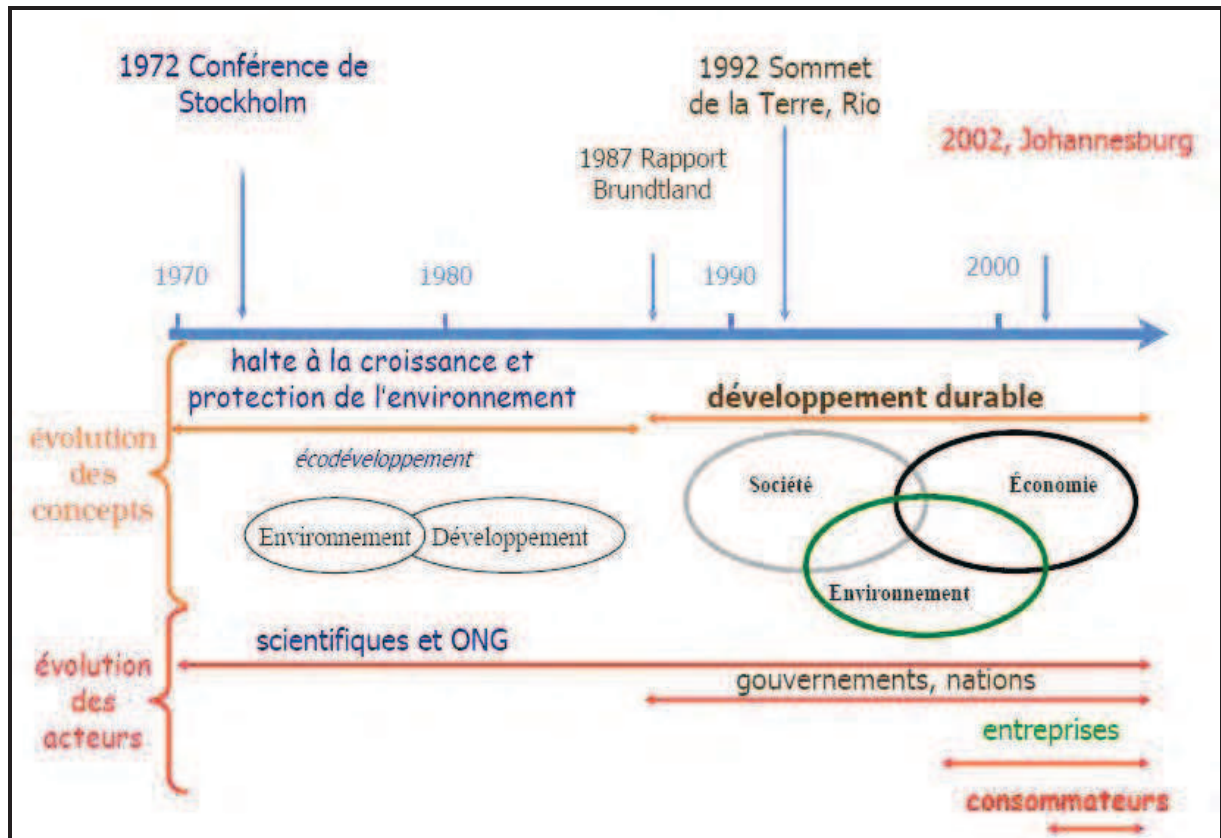 1972 Conférence de
Stockholm
1992 Sommet
de la Terre, Rio
1987 Rapport
Brundtland
2002, Johannesburg
1970
1980
1990
2000
halte à la croissance et
protection de l'environnement
développement durable
évolution
des
concepts
écodéveloppement
Environnement
Développement
Société
Économie
Environnement
évolution
des
acteurs
scientifiques et ONG
gouvernements, nations
entreprises
consommateurs